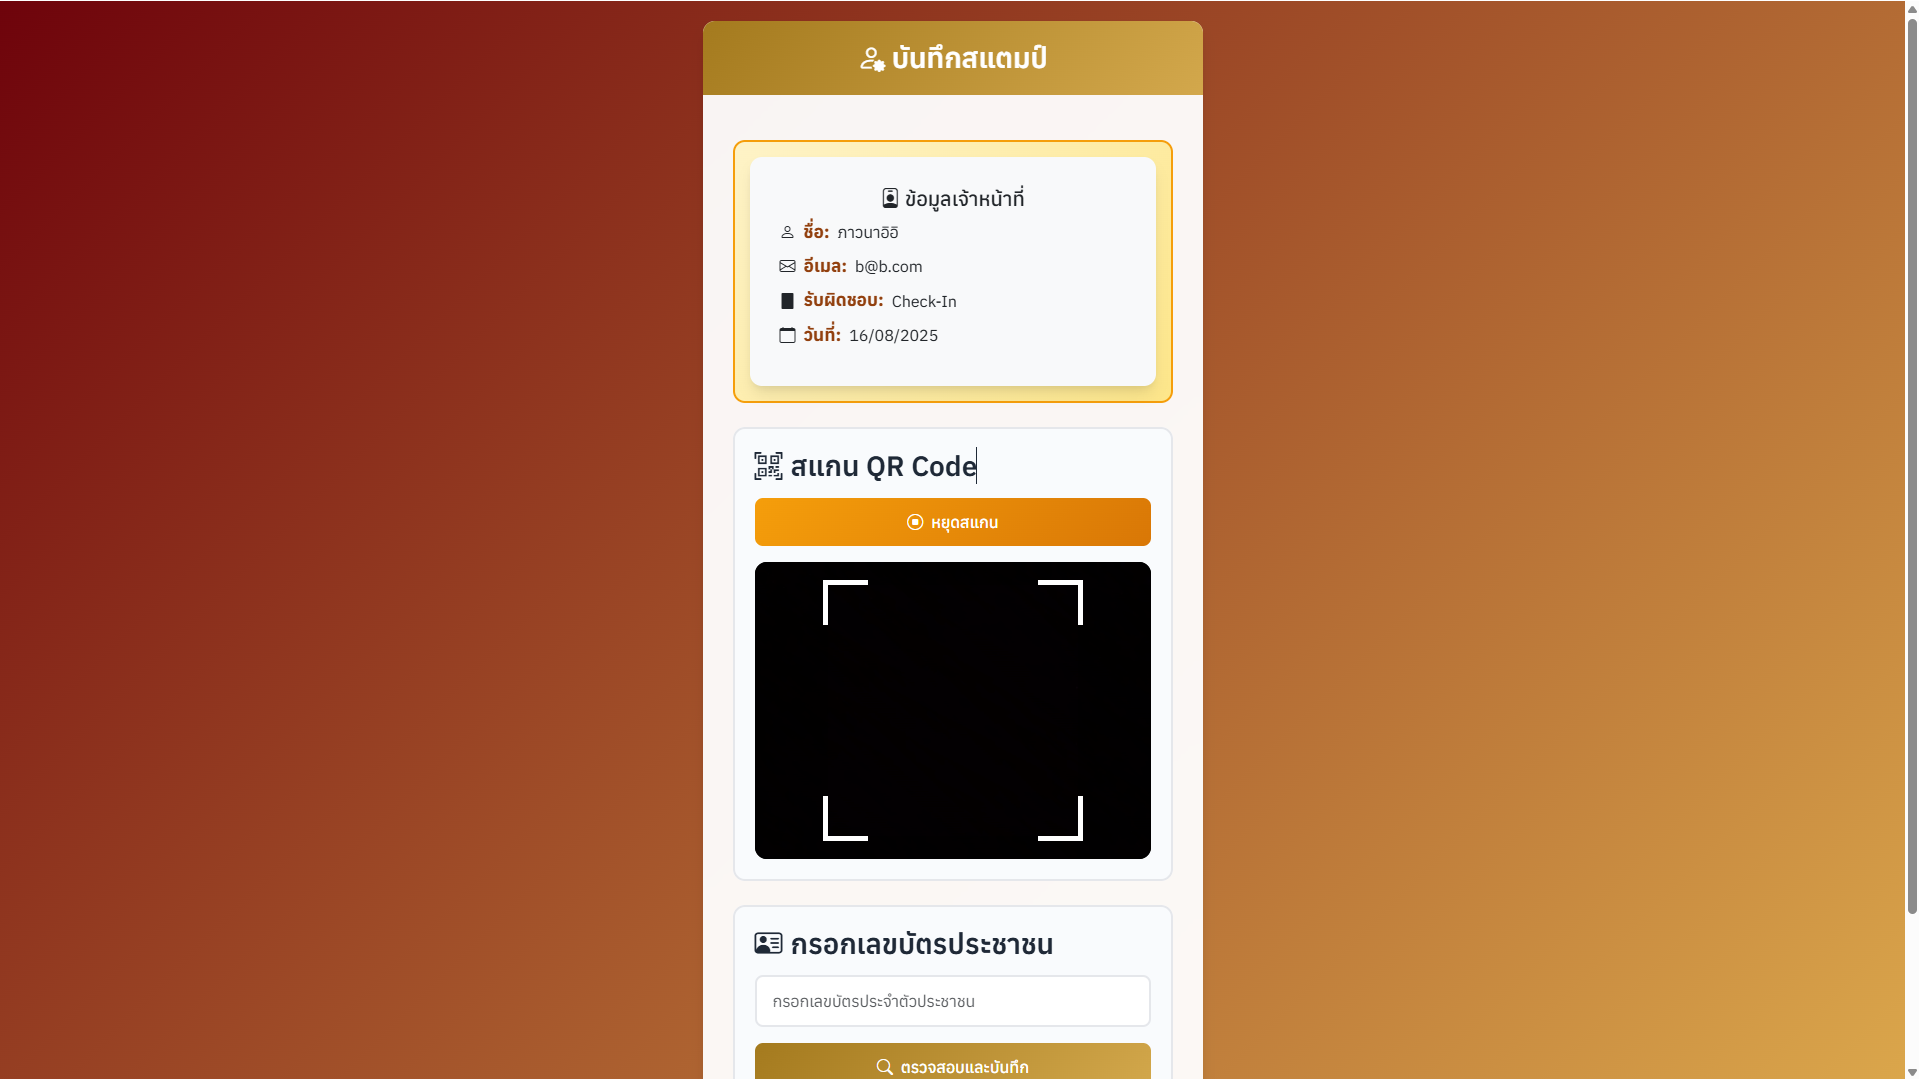 บันทึกสแตมป์
ข้อมูลเจ้าหน้าที่
ชื่อ: ภาวนาอิอิ
อีเมล: b@b.com
รับผิดชอบ: Check-In
วันที่: 16/08/2025
สแกน QR Code
หยุดสแกน
กรอกเลขบัตรประชาชน
กรอกเลขบัตรประจำตัวประชาชน
ตรวจสอบและบันทึก